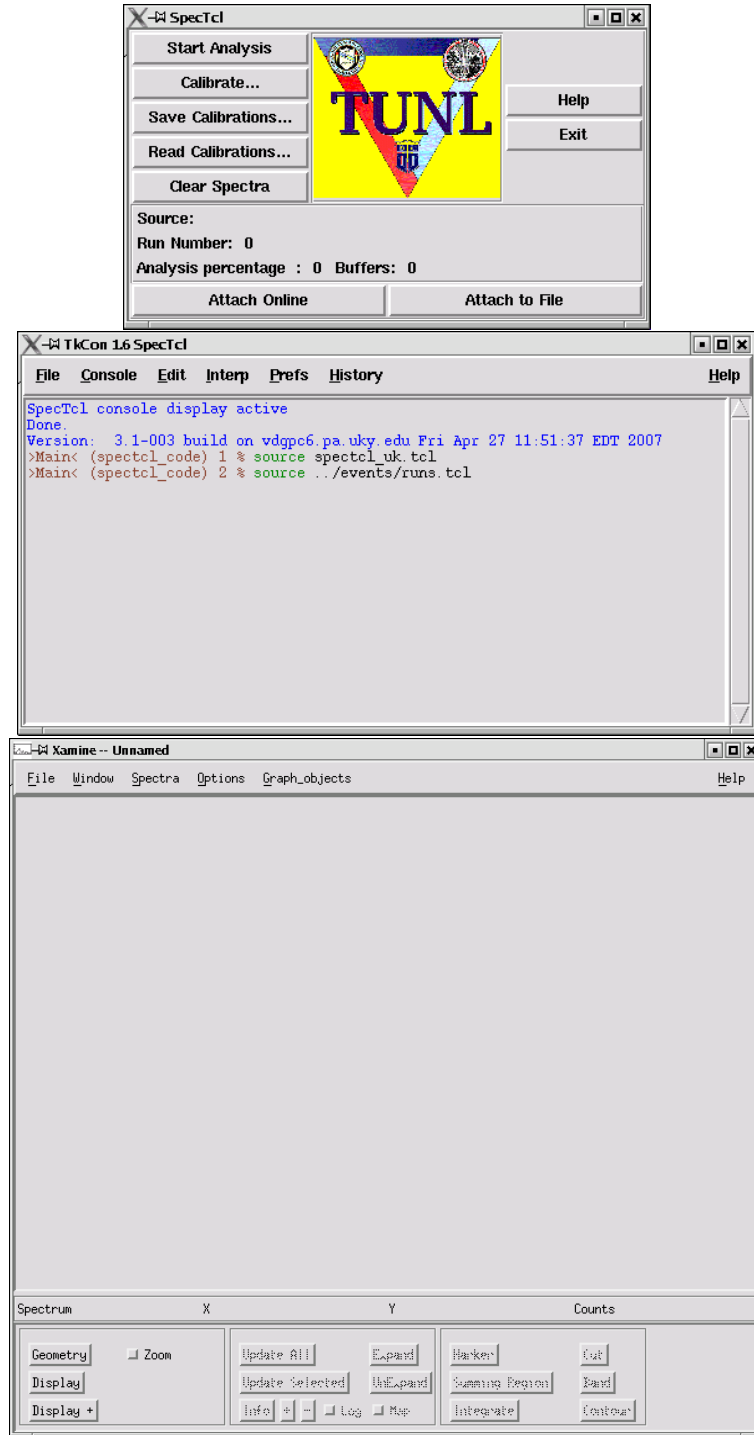 SpecTcl
Start Analysis
Calibrate...
Save Calibrations...
Read Calibrations...
Clear Spectra
TUNL
Help
Exit
Source:
Run Number: 0
Analysis percentage : 0 Buffers: 0
Attach Online Attach to File
TkCon 1.6 SpecTcl
File Console Edit Interp Prefs History Help
SpecTcl console display active
Done.
Version: 3.1-003 build on vdgpc6.pa.uky.edu Fri Apr 27 11:51:37 EDT 2007
>Main< (spectcl_code) 1 % source spectcl_uk.tcl
>Main< (spectcl_code) 2 % source ../events/runs.tcl
Xamine -- Unnamed
File Window Spectra Options Graph_objects Help
Spectrum X Y Counts
Geometry Zoom Update All Expand Marker Cut
Display Update Selected UnExpand Summing Region Band
Display + Info + - Log Map Integrate Contour